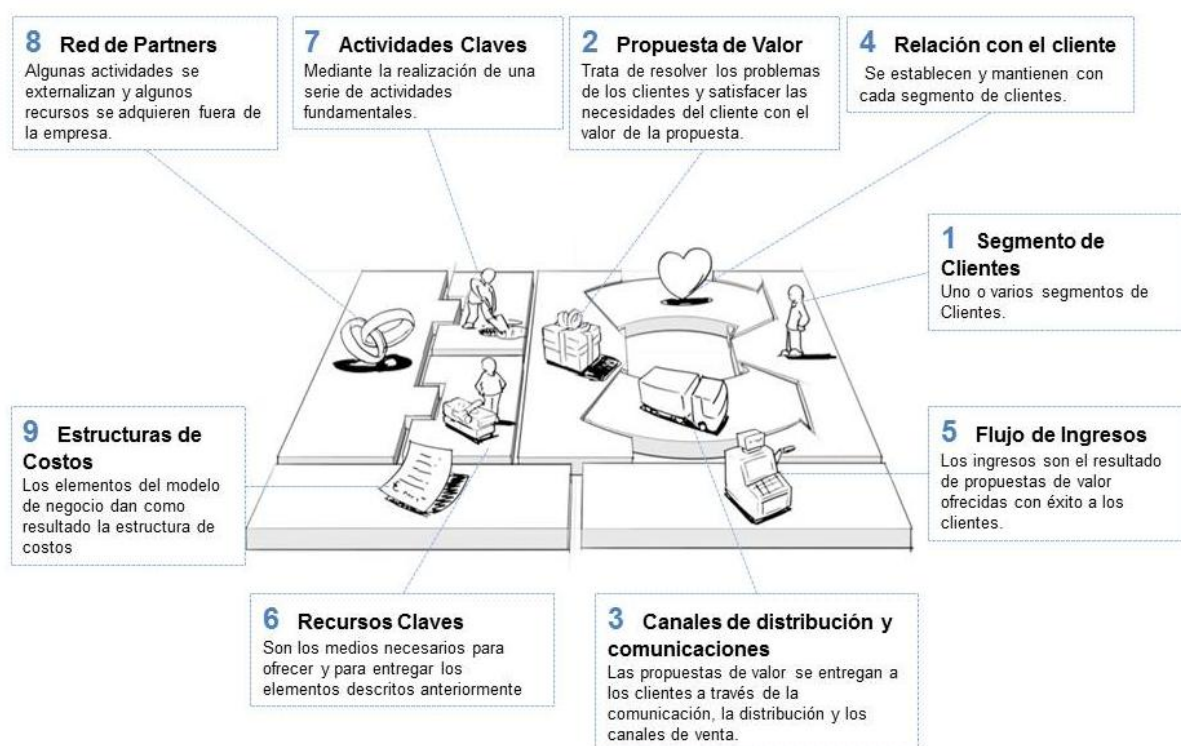 8 Red de Partners
Algunas actividades se
externalizan y algunos
recursos se adquieren fuera de
la empresa.
7 Actividades Claves
Mediante la realización de una
serie de actividades
fundamentales.
2 Propuesta de Valor
Trata de resolver los problemas
de los clientes y satisfacer las
necesidades del cliente con el
valor de la propuesta.
4 Relación con el cliente
Se establecen y mantienen con
cada segmento de clientes.
1 Segmento de
Clientes
Uno o varios segmentos de
Clientes.
9 Estructuras de
Costos
Los elementos del modelo
de negocio dan como
resultado la estructura de
costos
5 Flujo de Ingresos
Los ingresos son el resultado
de propuestas de valor
ofrecidas con éxito a los
clientes.
6 Recursos Claves
Son los medios necesarios para
ofrecer y para entregar los
elementos descritos anteriormente
3 Canales de distribución y
comunicaciones
Las propuestas de valor se entregan a
los clientes a través de la
comunicación, la distribución y los
canales de venta.